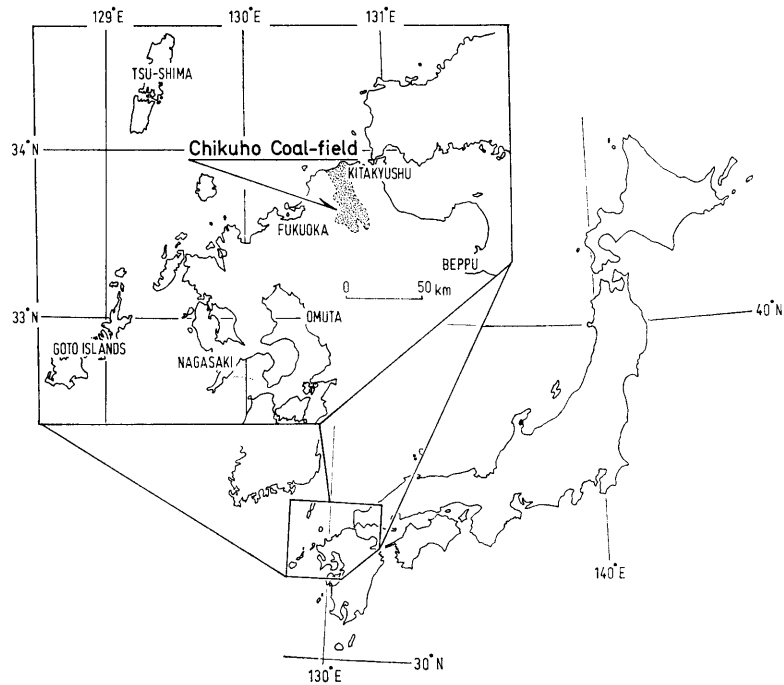 129°E 130°E 131°E
TSU-SHIMA
34°N
Chikuho Coal-field
KITAKYUSHU
FUKUOKA
BEPPU
0 50 km
33°N
OMUTA
GOTO ISLANDS
NAGASAKI
40°N
140°E
30°N
130°E